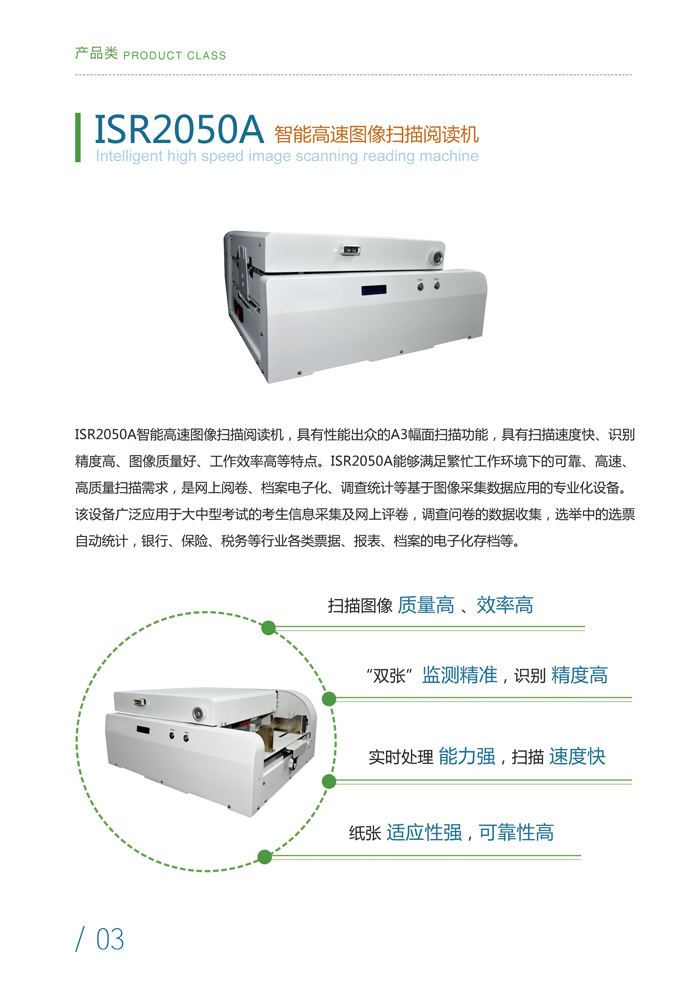 产品类 PRODUCT CLASS
ISR2050A 智能高速图像扫描阅读机
Intelligent high speed image scanning reading machine
ISR2050A智能高速图像扫描阅读机，具有性能出众的A3幅面扫描功能，具有扫描速度快、识别
精度高、图像质量好、工作效率高等特点。ISR2050A能够满足繁忙工作环境下的可靠、高速、
高质量扫描需求，是网上阅卷、档案电子化、调查统计等基于图像采集数据应用的专业化设备。
该设备广泛应用于大中型考试的考生信息采集及网上评卷，调查问卷的数据收集，选举中的选票
自动统计，银行、保险、税务等行业各类票据、报表、档案的电子化存档等。
扫描图像 质量高 、效率高
“双张” 监测精准，识别 精度高
实时处理 能力强，扫描 速度快
纸张 适应性强，可靠性高
/ 03